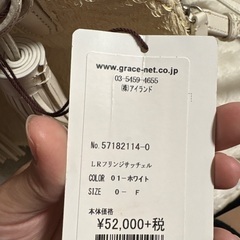 www.grace-net.co.jp
03-5459-4655
(株)アイランド
No.57182114-0
LRフリンジサッチェル
COLOR 01-ホワイト
SIZE 0- F
本体価格
¥52,000+税